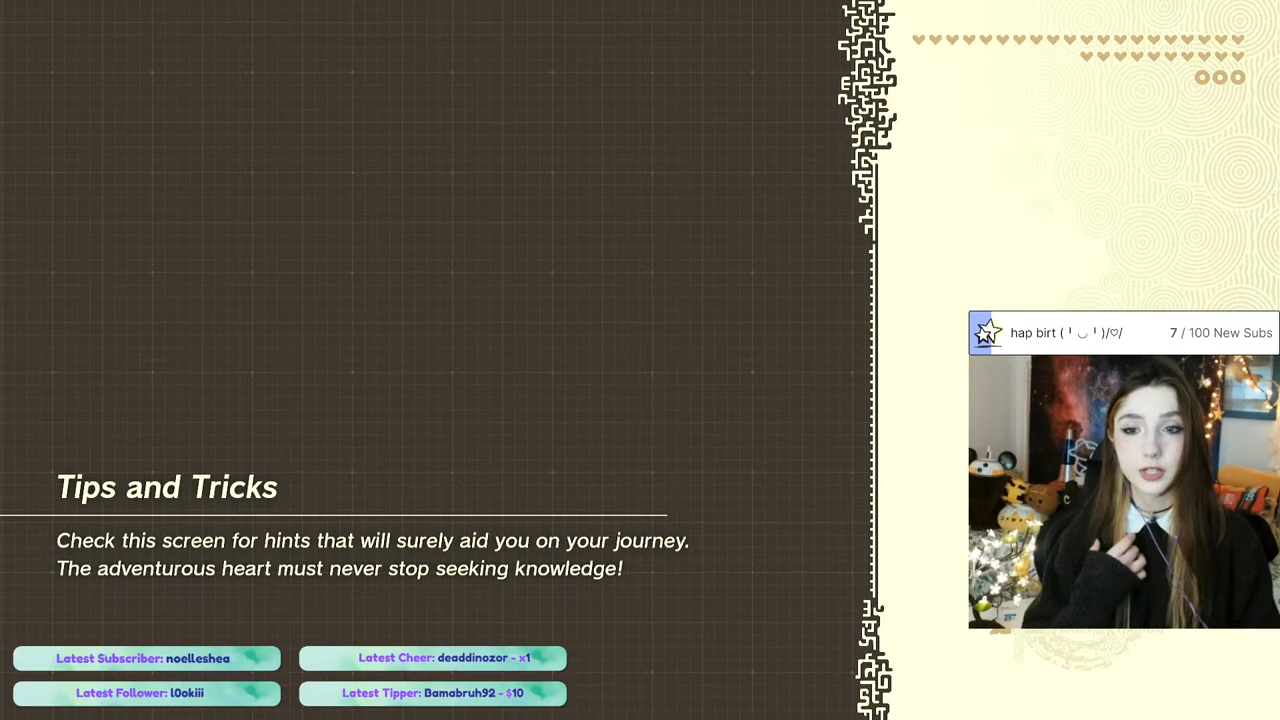 hap birt ( ╹ ◡ ╹ )/♡/ 7 / 100 New Subs
Tips and Tricks
Check this screen for hints that will surely aid you on your journey.
The adventurous heart must never stop seeking knowledge!
Latest Subscriber: noelleshea
Latest Cheer: deaddinozor - x1
Latest Follower: l0okiii
Latest Tipper: Bamabruh92 - $10